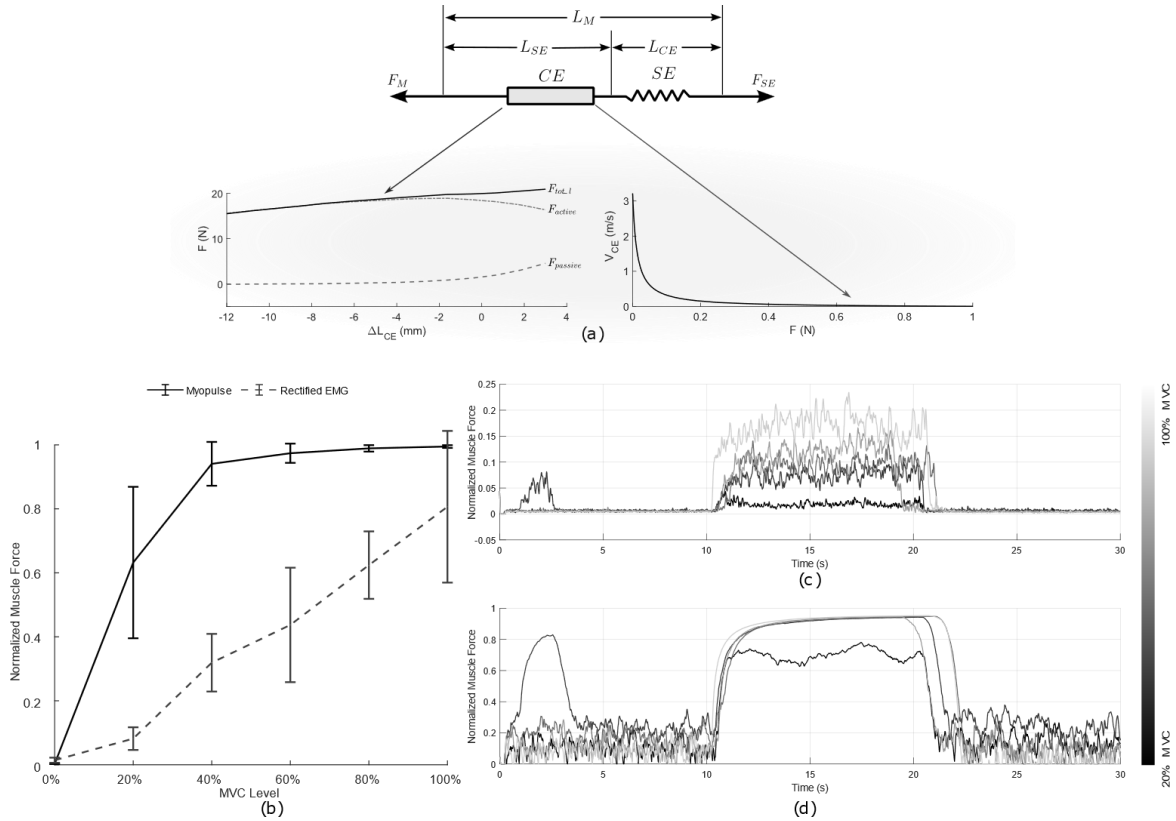 L_M
L_SE L_CE
F_M CE SE F_SE
20
10
0
F (N)
F_tot_l
F_active
F_passive
-12 -10 -8 -6 -4 -2 0 2 4
ΔL_CE (mm)
3
2
1
0
V_CE (m/s)
0 0.2 0.4 0.6 0.8 1
F (N)
(a)
Myopulse Rectified EMG
1
0.8
0.6
0.4
0.2
0
Normalized Muscle Force
0% 20% 40% 60% 80% 100%
MVC Level
(b)
0.25
0.2
0.15
0.1
0.05
0
-0.05
Normalized Muscle Force
0 5 10 15 20 25 30
Time (s)
(c)
1
0.8
0.6
0.4
0.2
0
Normalized Muscle Force
0 5 10 15 20 25 30
Time (s)
(d)
100% MVC
20% MVC